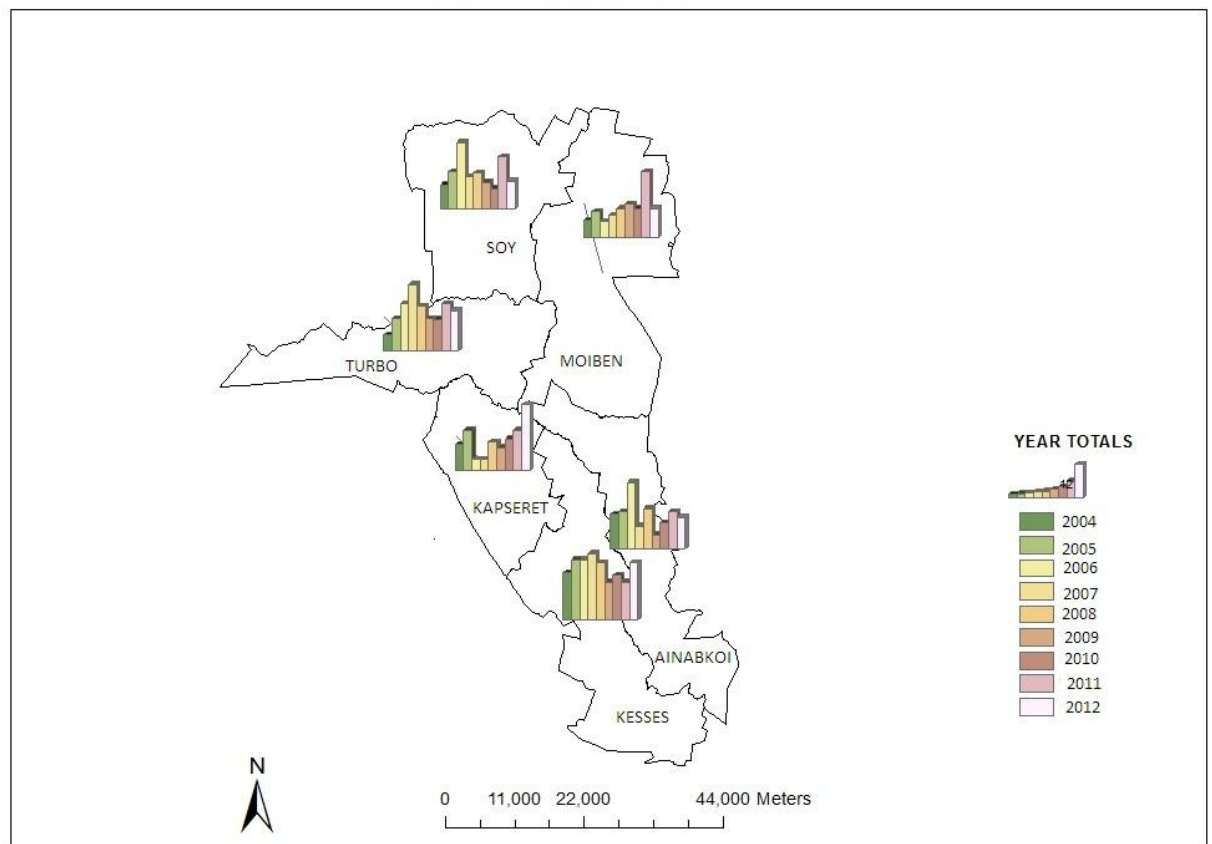 SOY
TURBO
MOIBEN
KAPSERET
AINABKOI
KESSES
YEAR TOTALS
42
2004
2005
2006
2007
2008
2009
2010
2011
2012
N
0 11,000 22,000 44,000 Meters